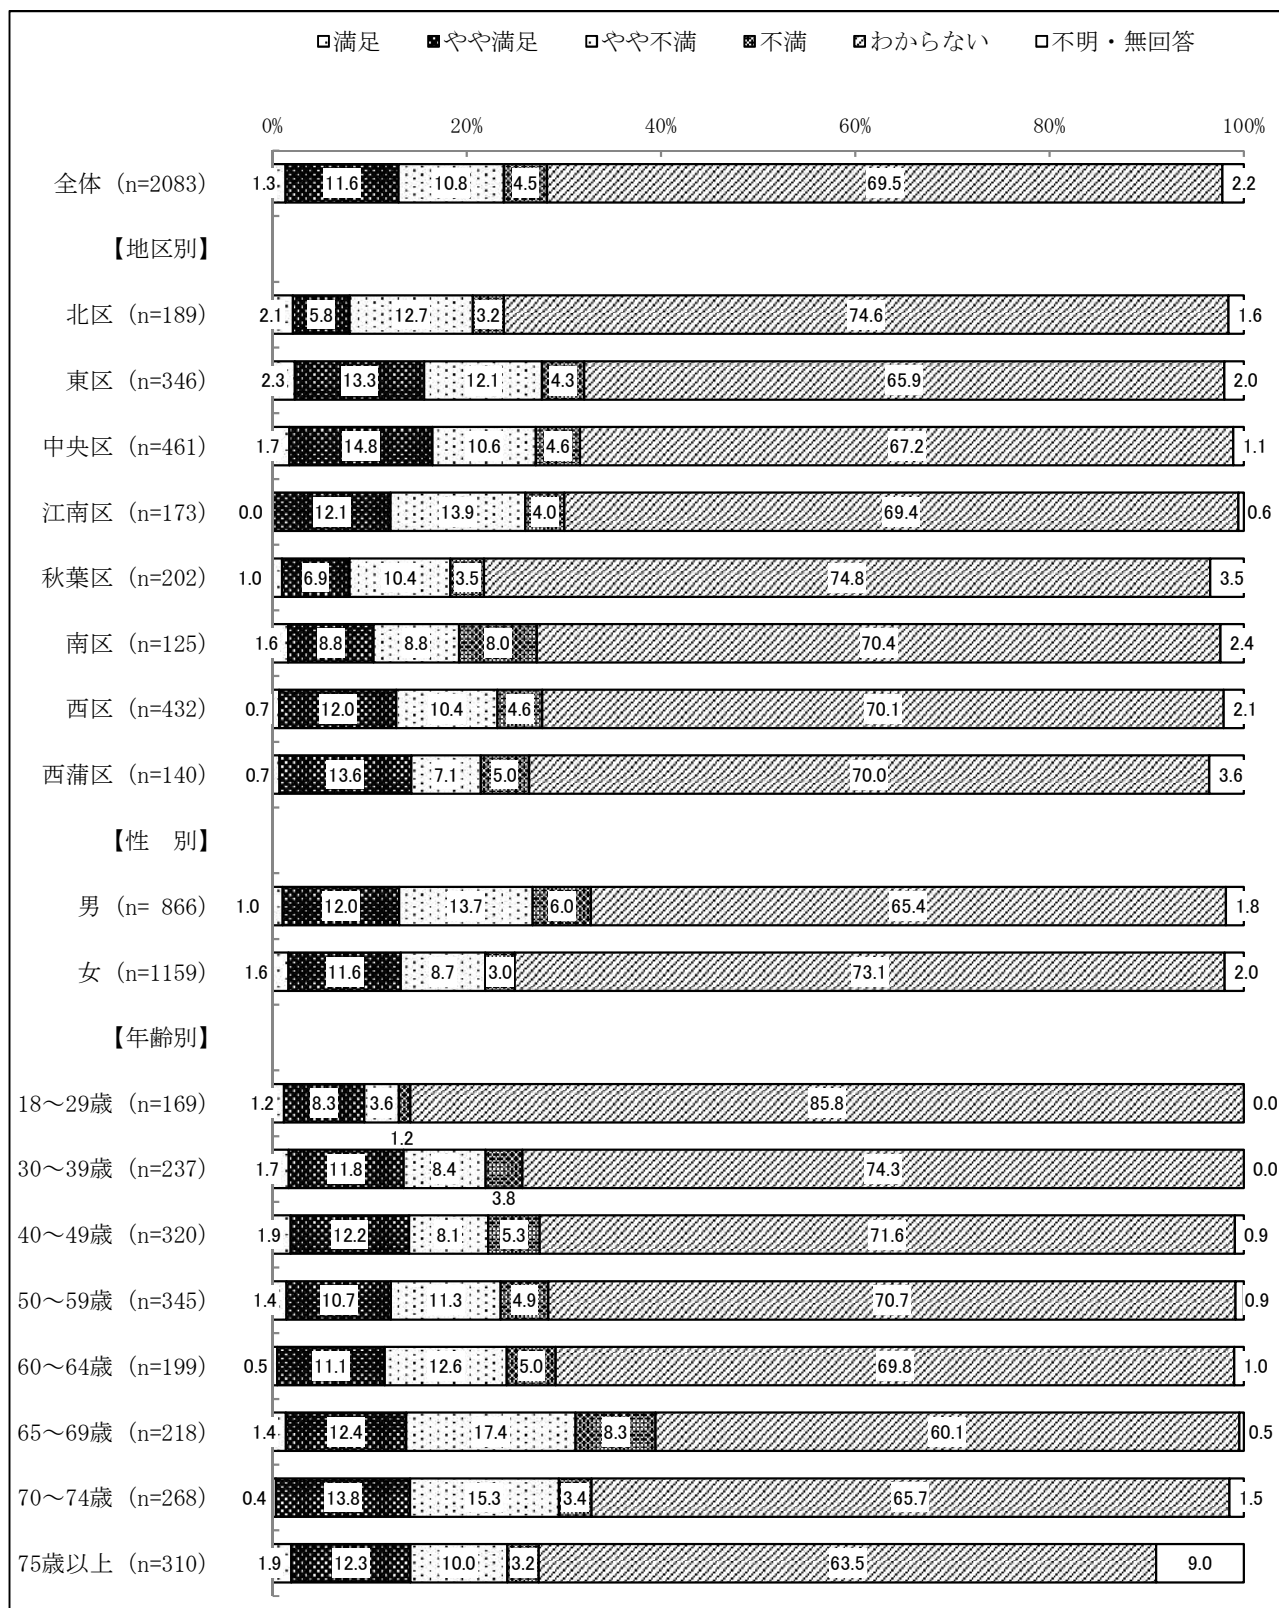 満足 やや満足 やや不満 不満 わからない 不明・無回答
0% 20% 40% 60% 80% 100%
全体 (n=2083) 1.3 11.6 10.8 4.5 69.5 2.2
【地区別】
北区 (n=189) 2.1 5.8 12.7 3.2 74.6 1.6
東区 (n=346) 2.3 13.3 12.1 4.3 65.9 2.0
中央区 (n=461) 1.7 14.8 10.6 4.6 67.2 1.1
江南区 (n=173) 0.0 12.1 13.9 4.0 69.4 0.6
秋葉区 (n=202) 1.0 6.9 10.4 3.5 74.8 3.5
南区 (n=125) 1.6 8.8 8.8 8.0 70.4 2.4
西区 (n=432) 0.7 12.0 10.4 4.6 70.1 2.1
西蒲区 (n=140) 0.7 13.6 7.1 5.0 70.0 3.6
【性　別】
男 (n= 866) 1.0 12.0 13.7 6.0 65.4 1.8
女 (n=1159) 1.6 11.6 8.7 3.0 73.1 2.0
【年齢別】
18～29歳 (n=169) 1.2 8.3 3.6 85.8 0.0
1.2
30～39歳 (n=237) 1.7 11.8 8.4 74.3 0.0
3.8
40～49歳 (n=320) 1.9 12.2 8.1 5.3 71.6 0.9
50～59歳 (n=345) 1.4 10.7 11.3 4.9 70.7 0.9
60～64歳 (n=199) 0.5 11.1 12.6 5.0 69.8 1.0
65～69歳 (n=218) 1.4 12.4 17.4 8.3 60.1 0.5
70～74歳 (n=268) 0.4 13.8 15.3 3.4 65.7 1.5
75歳以上 (n=310) 1.9 12.3 10.0 3.2 63.5 9.0